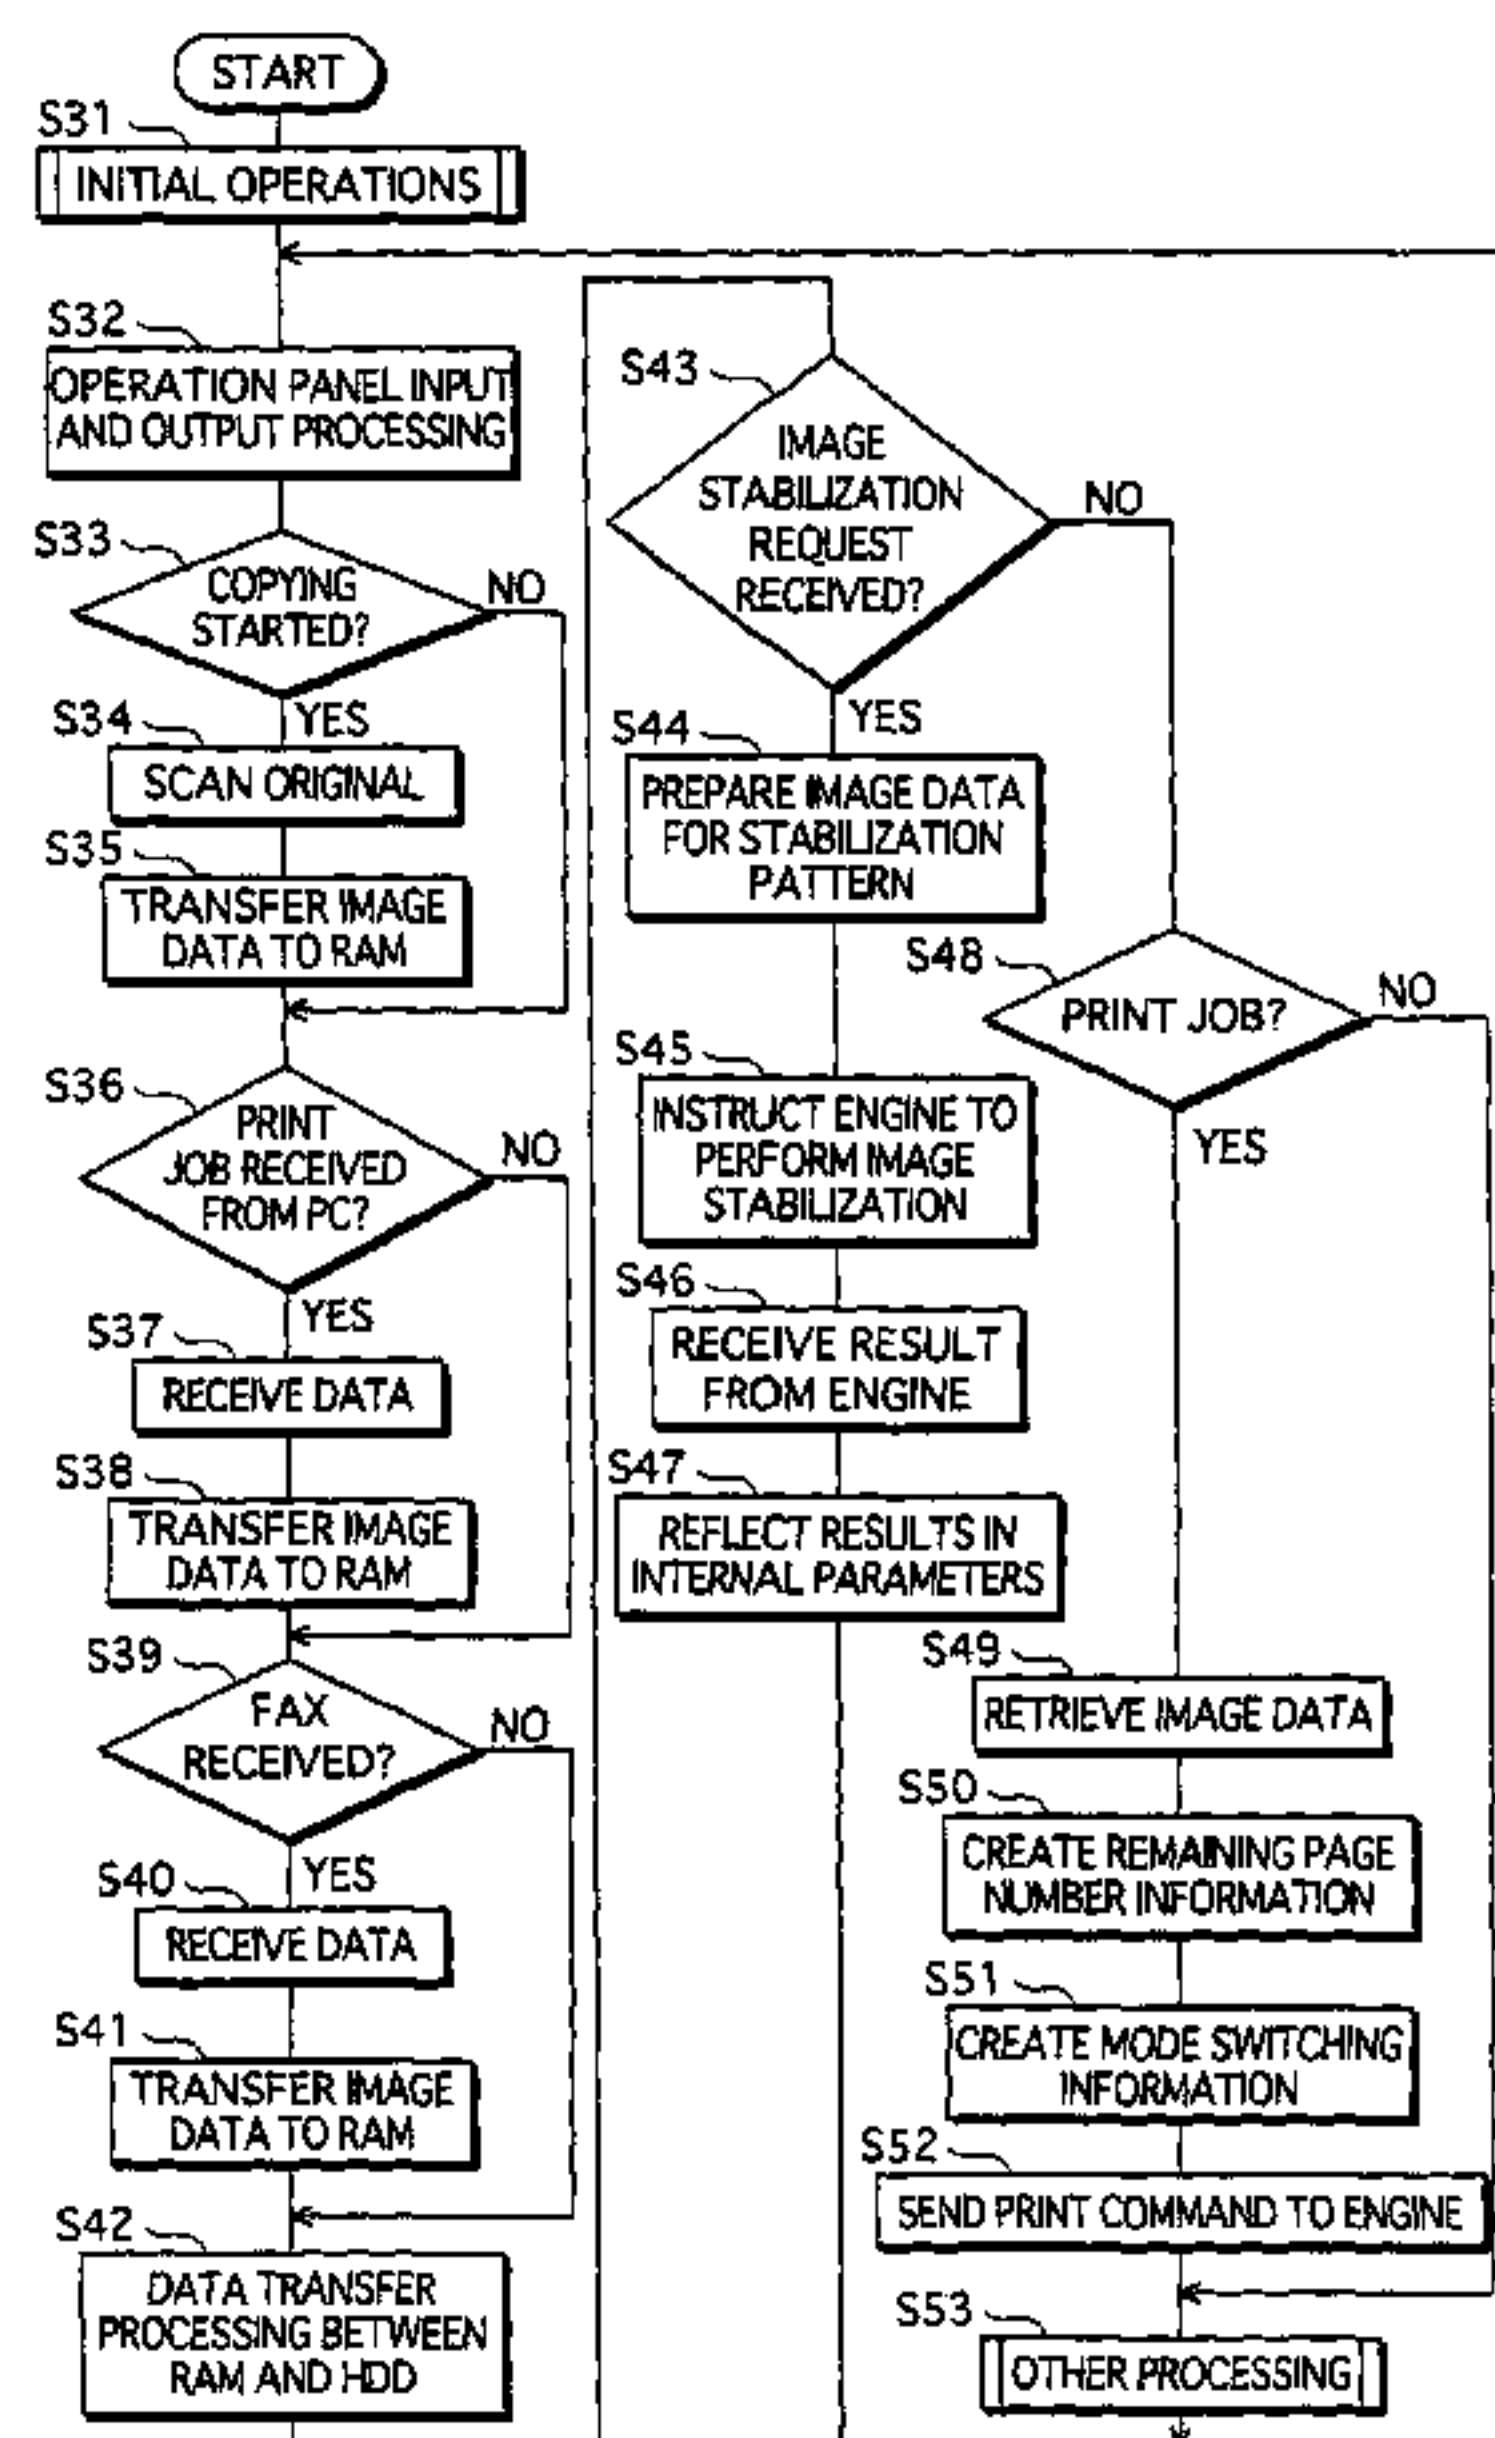 START
S31
INITIAL OPERATIONS
S32
OPERATION PANEL INPUT
AND OUTPUT PROCESSING
S33
COPYING
STARTED?
NO
YES
S34
SCAN ORIGINAL
S35
TRANSFER IMAGE
DATA TO RAM
S36
PRINT
JOB RECEIVED
FROM PC?
NO
YES
S37
RECEIVE DATA
S38
TRANSFER IMAGE
DATA TO RAM
S39
FAX
RECEIVED?
NO
YES
S40
RECEIVE DATA
S41
TRANSFER IMAGE
DATA TO RAM
S42
DATA TRANSFER
PROCESSING BETWEEN
RAM AND HDD
S43
IMAGE
STABILIZATION
REQUEST
RECEIVED?
NO
YES
S44
PREPARE IMAGE DATA
FOR STABILIZATION
PATTERN
S45
INSTRUCT ENGINE TO
PERFORM IMAGE
STABILIZATION
S46
RECEIVE RESULT
FROM ENGINE
S47
REFLECT RESULTS IN
INTERNAL PARAMETERS
S48
PRINT JOB?
NO
YES
S49
RETRIEVE IMAGE DATA
S50
CREATE REMAINING PAGE
NUMBER INFORMATION
S51
CREATE MODE SWITCHING
INFORMATION
S52
SEND PRINT COMMAND TO ENGINE
S53
OTHER PROCESSING